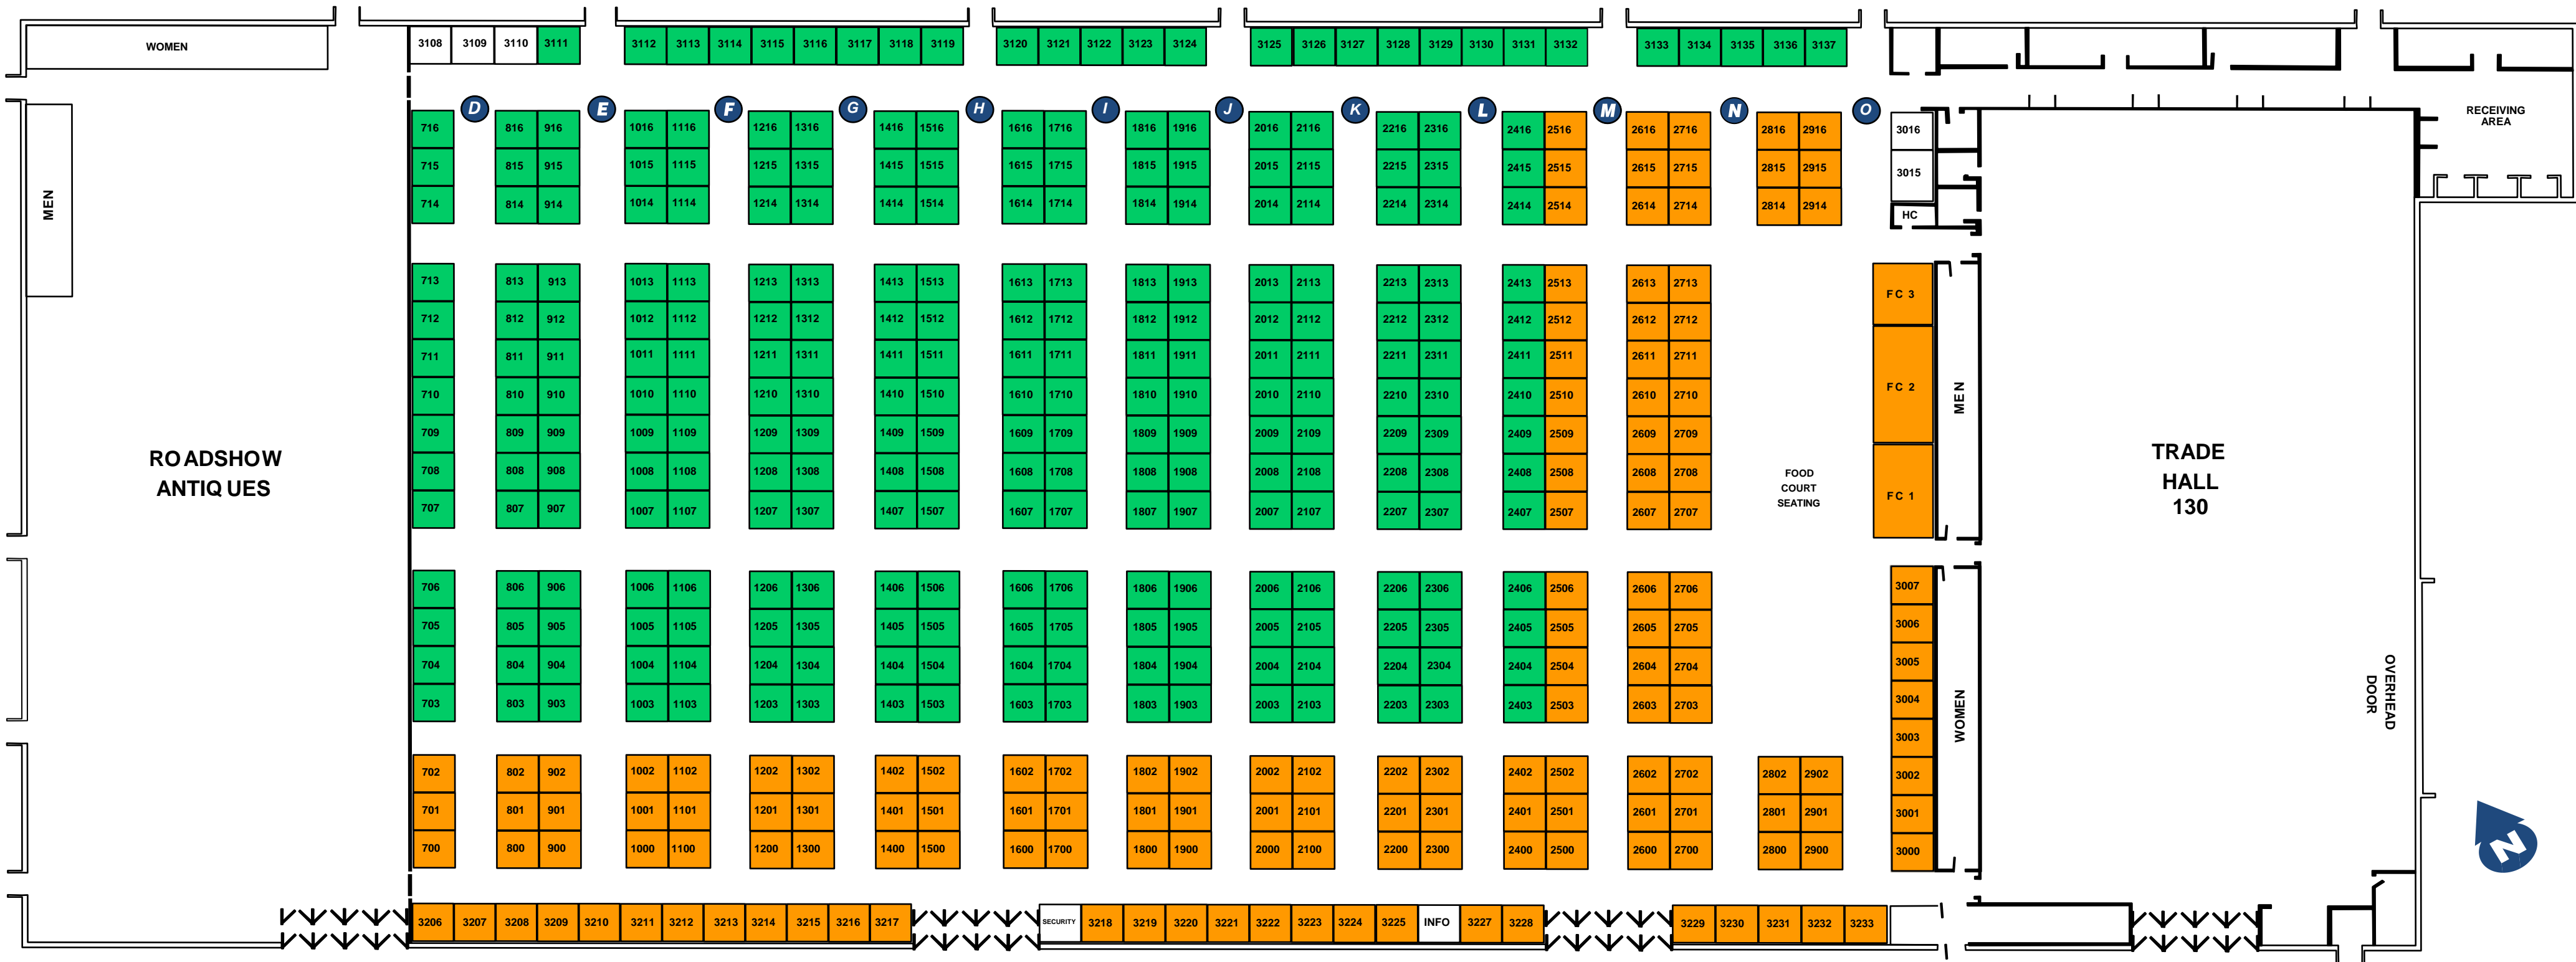 WOMEN
3108 3109 3110 3111 3112 3113 3114 3115 3116 3117 3118 3119 3120 3121 3122 3123 3124 3125 3126 3127 3128 3129 3130 3131 3132 3133 3134 3135 3136 3137
D E F G H I J K L M N O
RECEIVING
AREA
716 816 916 1016 1116 1216 1316 1416 1516 1616 1716 1816 1916 2016 2116 2216 2316 2416 2516 2616 2716 2816 2916 3016
715 815 915 1015 1115 1215 1315 1415 1515 1615 1715 1815 1915 2015 2115 2215 2315 2415 2515 2615 2715 2815 2915 3015
714 814 914 1014 1114 1214 1314 1414 1514 1614 1714 1814 1914 2014 2114 2214 2314 2414 2514 2614 2714 2814 2914
HC
MEN
713 813 913 1013 1113 1213 1313 1413 1513 1613 1713 1813 1913 2013 2113 2213 2313 2413 2513 2613 2713
FC 3
712 812 912 1012 1112 1212 1312 1412 1512 1612 1712 1812 1912 2012 2112 2212 2312 2412 2512 2612 2712
711 811 911 1011 1111 1211 1311 1411 1511 1611 1711 1811 1911 2011 2111 2211 2311 2411 2511 2611 2711
FC 2
710 810 910 1010 1110 1210 1310 1410 1510 1610 1710 1810 1910 2010 2110 2210 2310 2410 2510 2610 2710
MEN
709 809 909 1009 1109 1209 1309 1409 1509 1609 1709 1809 1909 2009 2109 2209 2309 2409 2509 2609 2709
708 808 908 1008 1108 1208 1308 1408 1508 1608 1708 1808 1908 2008 2108 2208 2308 2408 2508 2608 2708
707 807 907 1007 1107 1207 1307 1407 1507 1607 1707 1807 1907 2007 2107 2207 2307 2407 2507 2607 2707
FC 1
ROADSHOW
ANTIQUES
FOOD
COURT
SEATING
TRADE
HALL
130
706 806 906 1006 1106 1206 1306 1406 1506 1606 1706 1806 1906 2006 2106 2206 2306 2406 2506 2606 2706 3007
705 805 905 1005 1105 1205 1305 1405 1505 1605 1705 1805 1905 2005 2105 2205 2305 2405 2505 2605 2705 3006
704 804 904 1004 1104 1204 1304 1404 1504 1604 1704 1804 1904 2004 2104 2204 2304 2404 2504 2604 2704 3005
703 803 903 1003 1103 1203 1303 1403 1503 1603 1703 1803 1903 2003 2103 2203 2303 2403 2503 2603 2703 3004
3003
WOMEN
OVERHEAD
DOOR
702 802 902 1002 1102 1202 1302 1402 1502 1602 1702 1802 1902 2002 2102 2202 2302 2402 2502 2602 2702 2802 2902 3002
701 801 901 1001 1101 1201 1301 1401 1501 1601 1701 1801 1901 2001 2101 2201 2301 2401 2501 2601 2701 2801 2901 3001
700 800 900 1000 1100 1200 1300 1400 1500 1600 1700 1800 1900 2000 2100 2200 2300 2400 2500 2600 2700 2800 2900 3000
N
3206 3207 3208 3209 3210 3211 3212 3213 3214 3215 3216 3217 SECURITY 3218 3219 3220 3221 3222 3223 3224 3225 INFO 3227 3228 3229 3230 3231 3232 3233